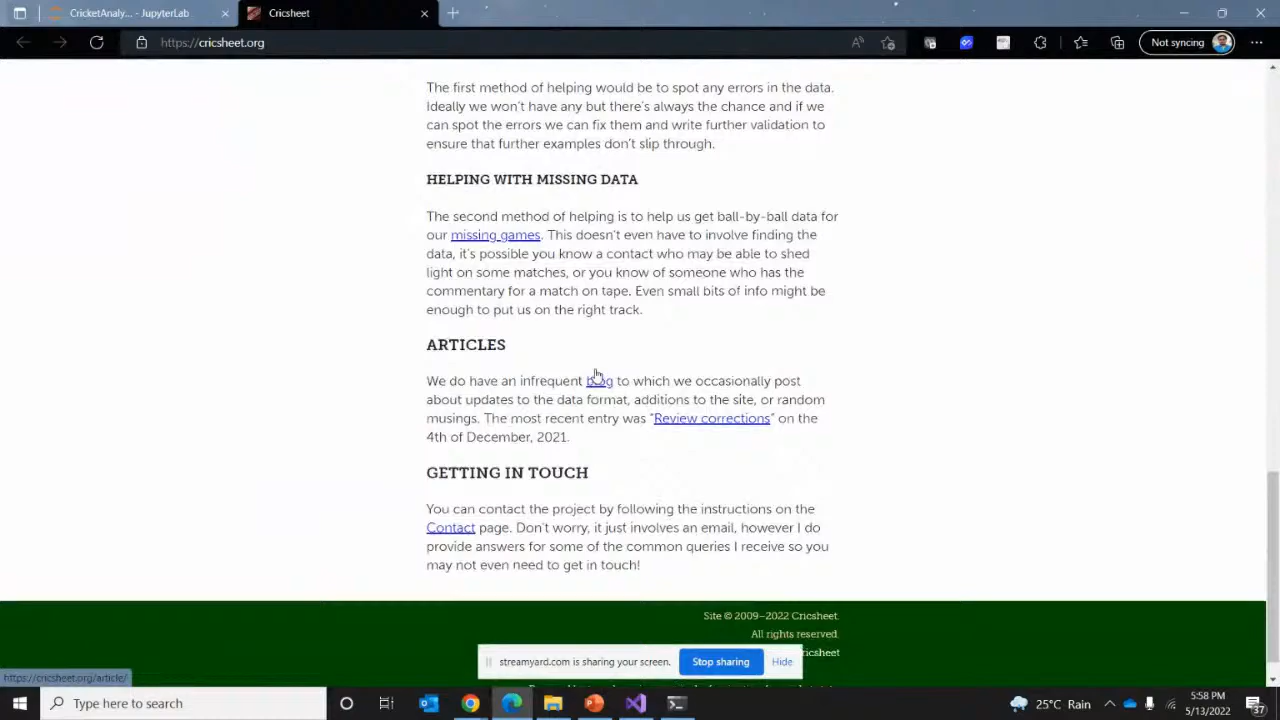 CricketAnaly... - JupyterLab
Cricsheet
https://cricsheet.org
Not syncing
The first method of helping would be to spot any errors in the data.
Ideally we won't have any but there's always the chance and if we
can spot the errors we can fix them and write further validation to
ensure that further examples don't slip through.
HELPING WITH MISSING DATA
The second method of helping is to help us get ball-by-ball data for
our missing games. This doesn't even have to involve finding the
data, it's possible you know a contact who may be able to shed
light on some matches, or you know of someone who has the
commentary for a match on tape. Even small bits of info might be
enough to put us on the right track.
ARTICLES
We do have an infrequent blog to which we occasionally post
about updates to the data format, additions to the site, or random
musings. The most recent entry was “Review corrections” on the
4th of December, 2021.
GETTING IN TOUCH
You can contact the project by following the instructions on the
Contact page. Don't worry, it just involves an email, however I do
provide answers for some of the common queries I receive so you
may not even need to get in touch!
Site © 2009–2022 Cricsheet.
All rights reserved.
ricsheet
streamyard.com is sharing your screen.
Stop sharing
Hide
https://cricsheet.org/article/
Type here to search
25°C Rain
5:58 PM
5/13/2022
37